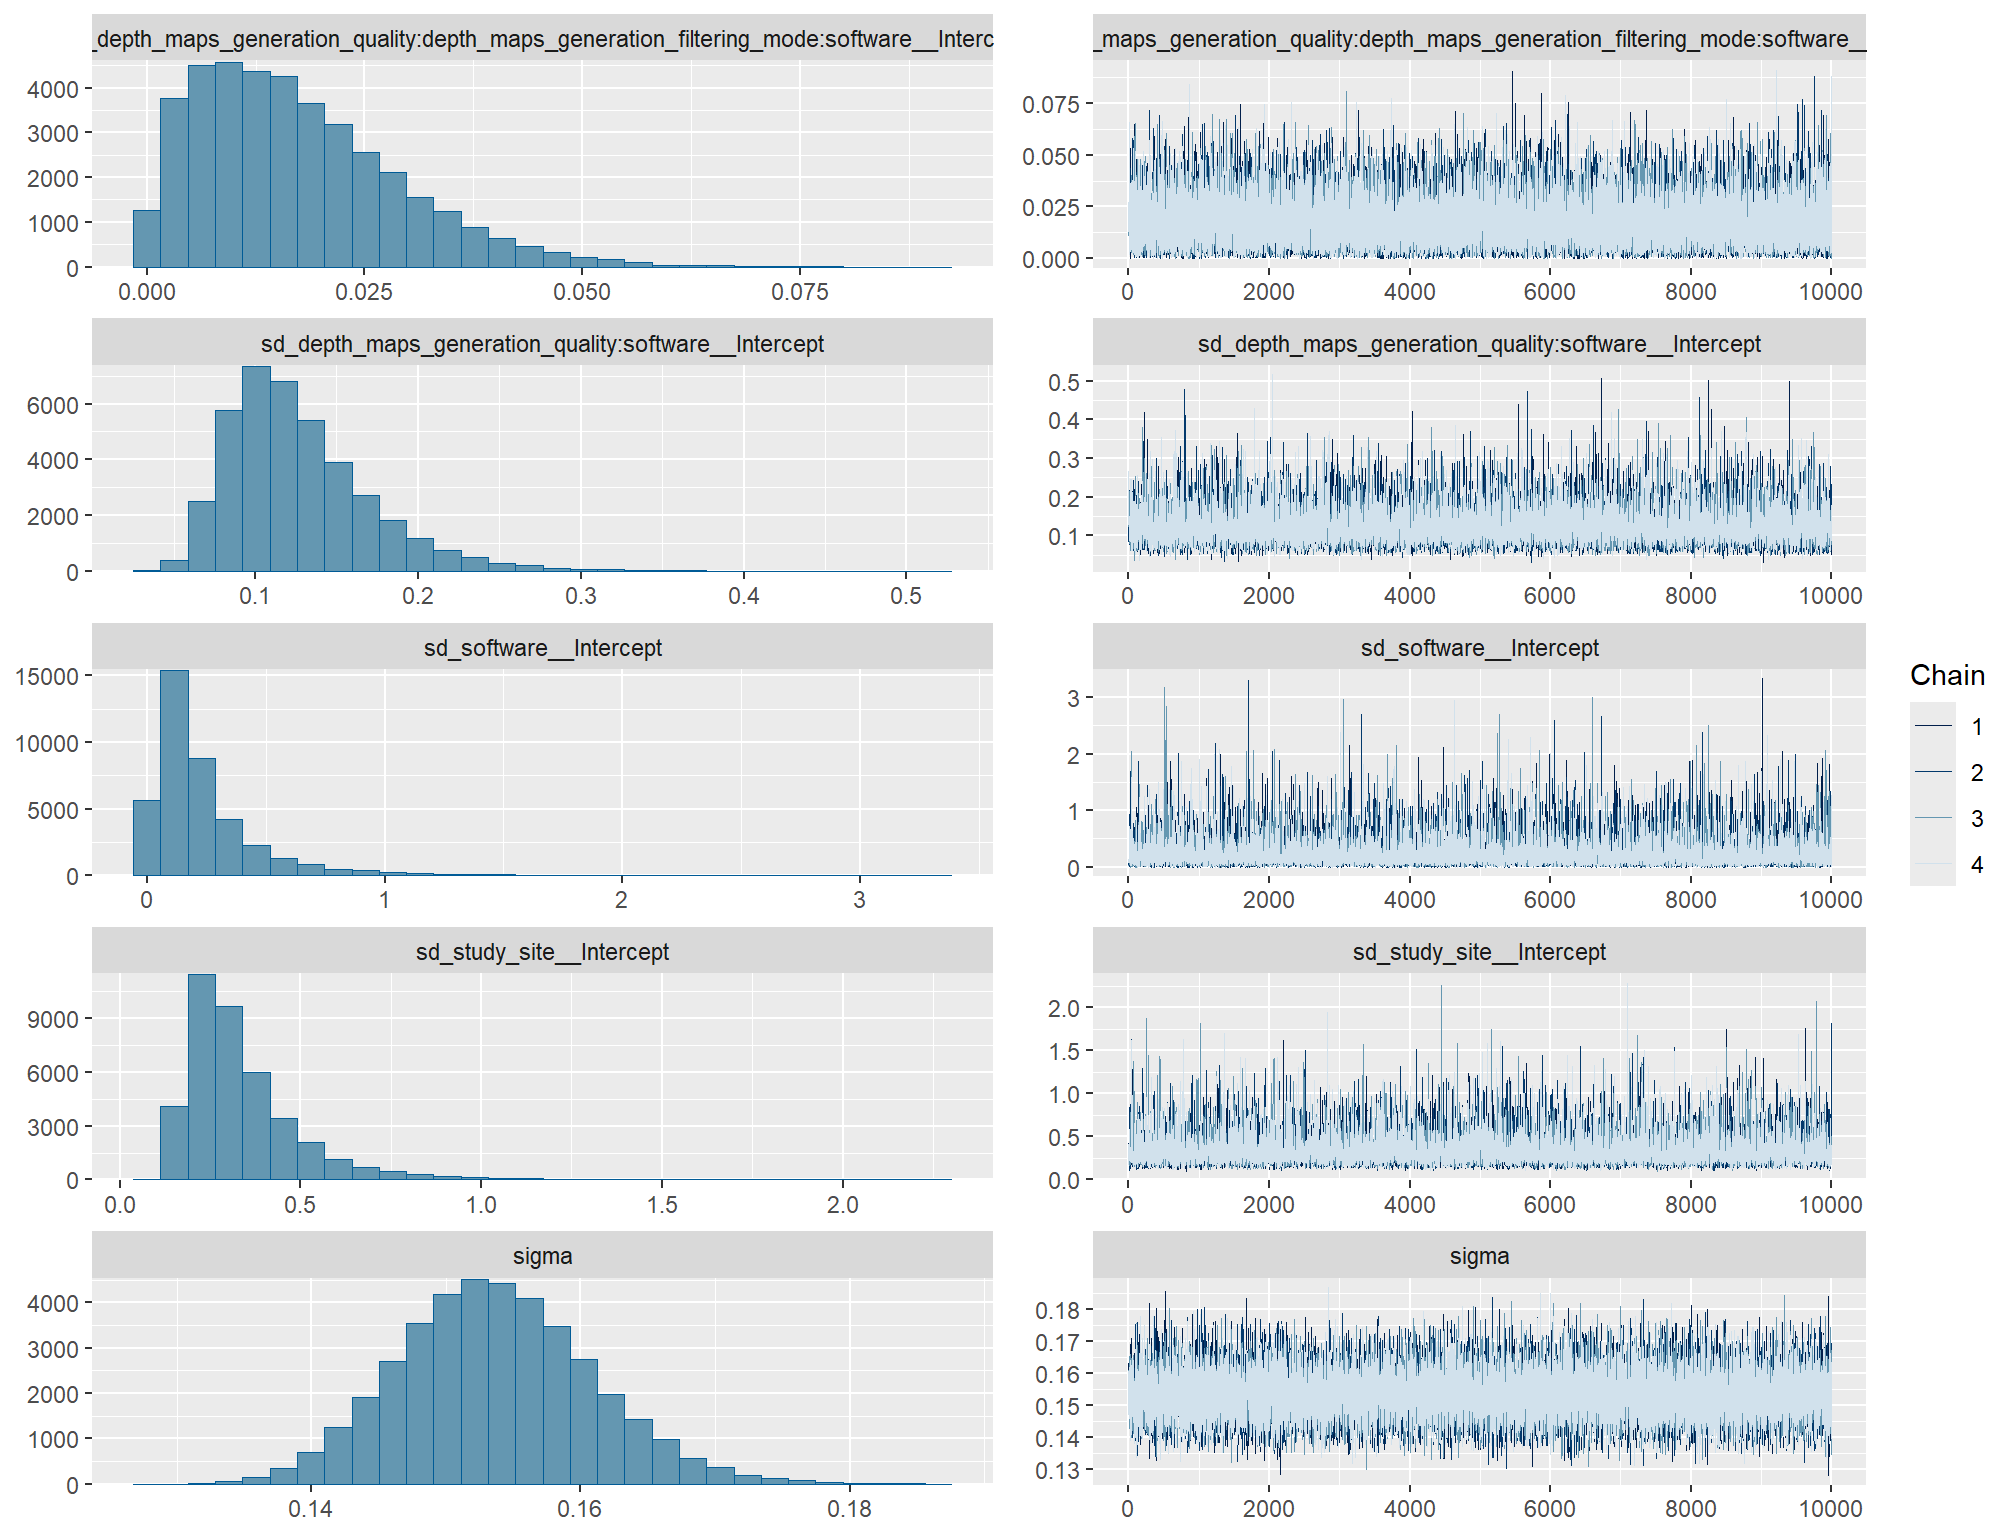 _depth_maps_generation_quality:depth_maps_generation_filtering_mode:software__Interc
4000
3000
2000
1000
0
0.000 0.025 0.050 0.075
_maps_generation_quality:depth_maps_generation_filtering_mode:software__
0.075
0.050
0.025
0.000
0 2000 4000 6000 8000 10000
sd_depth_maps_generation_quality:software__Intercept
6000
4000
2000
0
0.1 0.2 0.3 0.4 0.5
sd_depth_maps_generation_quality:software__Intercept
0.5
0.4
0.3
0.2
0.1
0 2000 4000 6000 8000 10000
sd_software__Intercept
15000
10000
5000
0
0 1 2 3
sd_software__Intercept
3
2
1
0
0 2000 4000 6000 8000 10000
sd_study_site__Intercept
9000
6000
3000
0
0.0 0.5 1.0 1.5 2.0
sd_study_site__Intercept
2.0
1.5
1.0
0.5
0.0
0 2000 4000 6000 8000 10000
sigma
4000
3000
2000
1000
0
0.14 0.16 0.18
sigma
0.18
0.17
0.16
0.15
0.14
0.13
0 2000 4000 6000 8000 10000
Chain
1
2
3
4